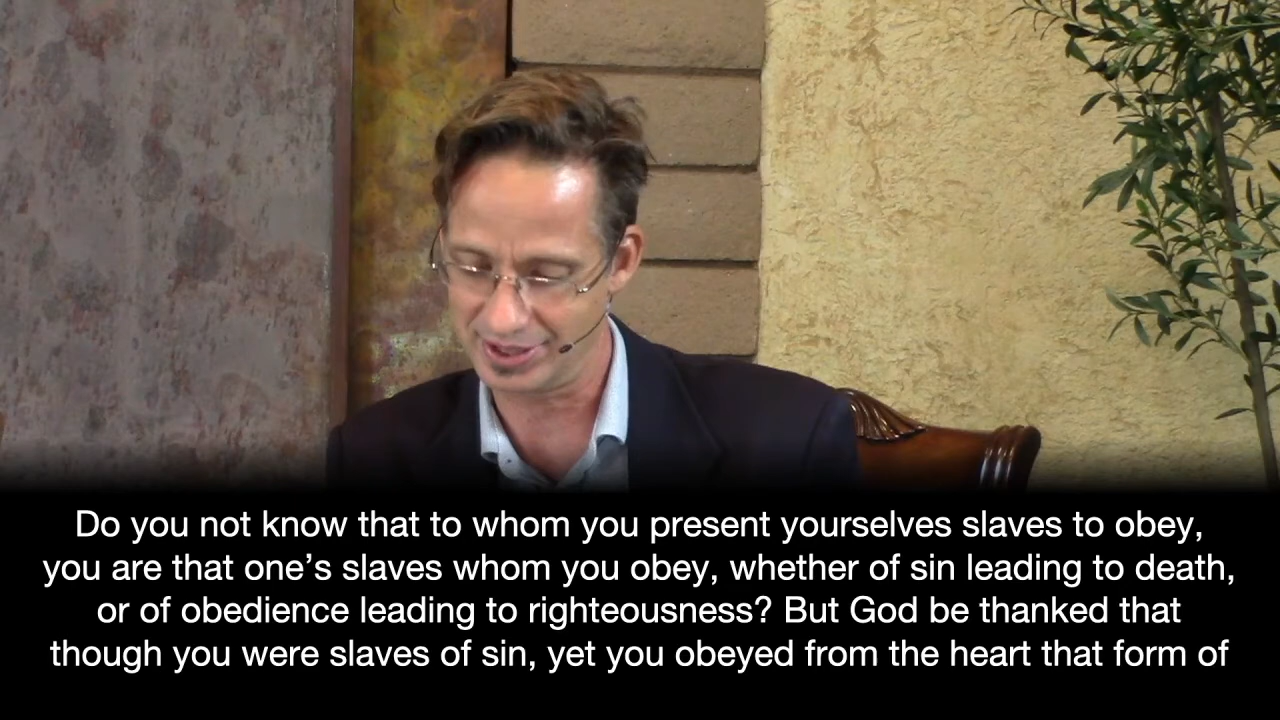 Do you not know that to whom you present yourselves slaves to obey,
you are that one’s slaves whom you obey, whether of sin leading to death,
or of obedience leading to righteousness? But God be thanked that
though you were slaves of sin, yet you obeyed from the heart that form of